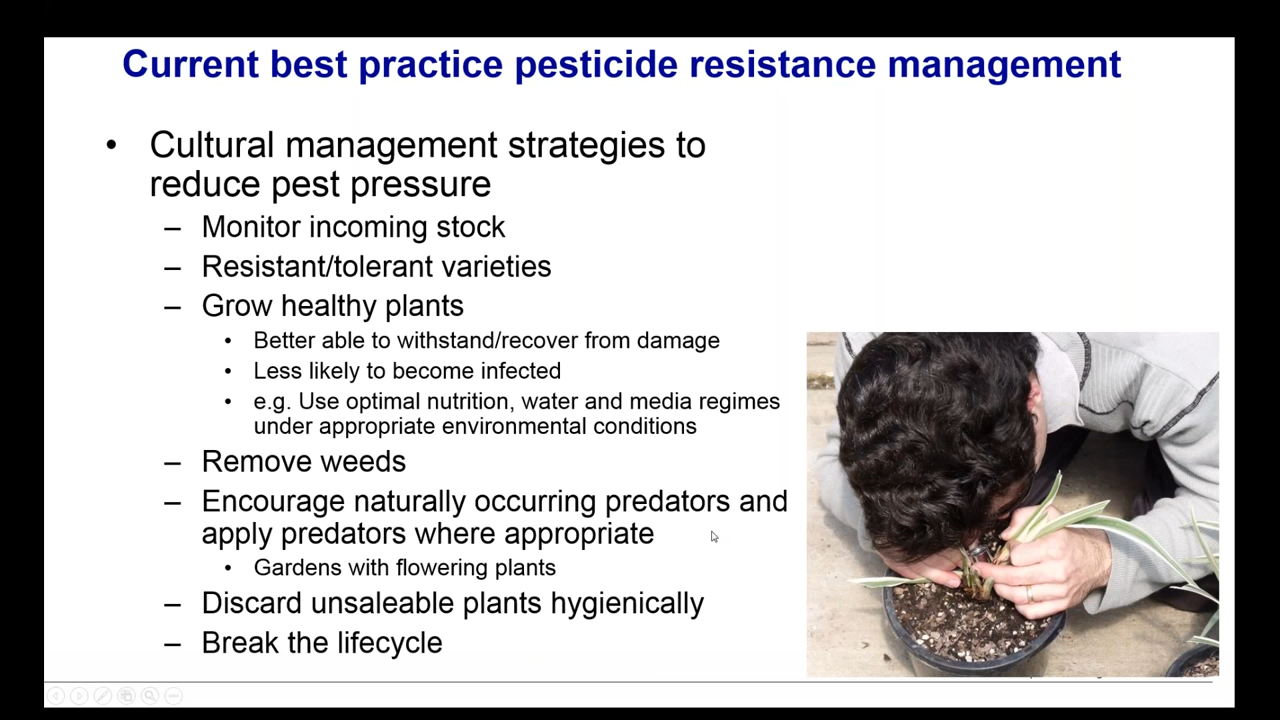 Current best practice pesticide resistance management
• Cultural management strategies to
reduce pest pressure
– Monitor incoming stock
– Resistant/tolerant varieties
– Grow healthy plants
• Better able to withstand/recover from damage
• Less likely to become infected
• e.g. Use optimal nutrition, water and media regimes
under appropriate environmental conditions
– Remove weeds
– Encourage naturally occurring predators and
apply predators where appropriate
• Gardens with flowering plants
– Discard unsaleable plants hygienically
– Break the lifecycle